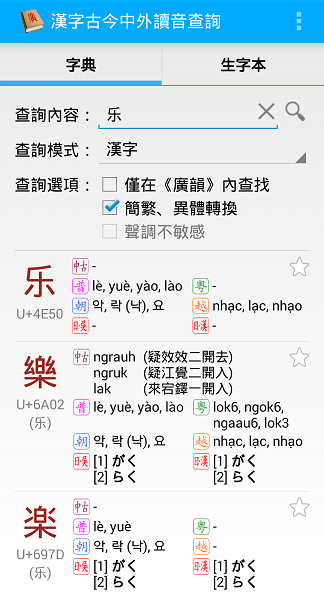 廣
漢字古今中外讀音查詢
字典 生字本
查詢內容： 乐
查詢模式： 漢字
查詢選項： 僅在《廣韻》內查找
簡繁、異體轉換
聲調不敏感
乐
U+4E50
中古 -
普 lè, yuè, yào, lào 粤 -
朝 악, 락 (낙), 요 越 nhạc, lạc, nhạo
日吳 - 日漢 -
樂
U+6A02
(乐)
中古 ngrauh (疑效效二開去)
ngruk (疑江覺二開入)
lak (來宕鐸一開入)
普 lè, yuè, yào, lào 粤 lok6, ngok6, ngaau6, lok3
朝 악, 락 (낙), 요 越 nhạc, lạc, nhạo
日吳 [1] がく 日漢 [1] がく
[2] らく [2] らく
楽
U+697D
(乐)
中古 -
普 lè, yuè 粤 -
朝 악, 락 (낙), 요 越 -
日吳 [1] がく 日漢 [1] がく
[2] らく [2] らく